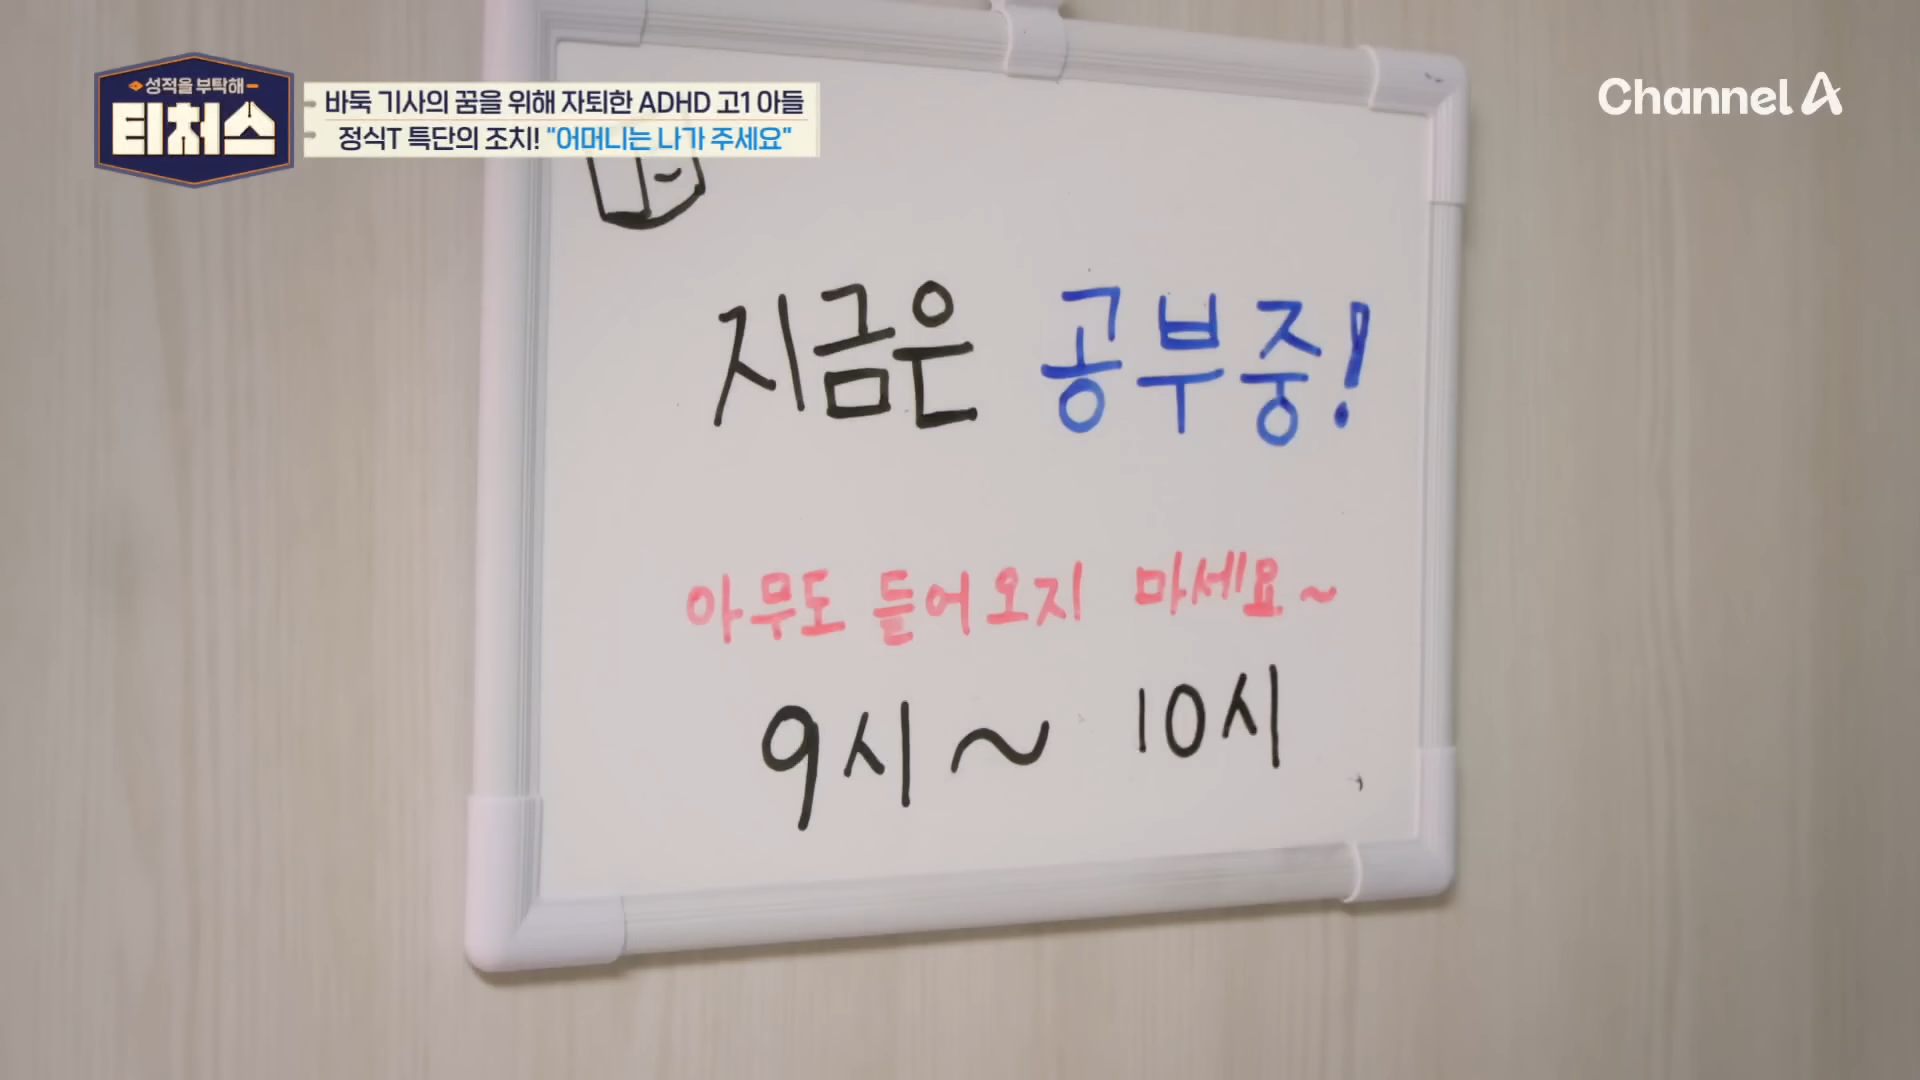 성적을 부탁해
티처스
바둑 기사의 꿈을 위해 자퇴한 ADHD 고1 아들
정식T 특단의 조치! "어머니는 나가 주세요"
Channel A
지금은 공부중!
아무도 들어오지 마세요~
9시~ 10시